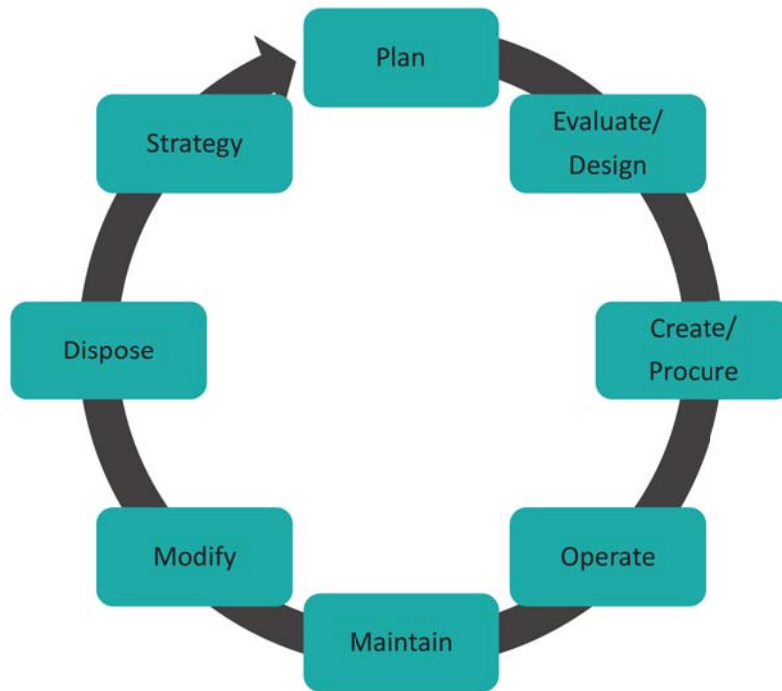 Plan
Evaluate/
Design
Create/
Procure
Operate
Maintain
Modify
Dispose
Strategy